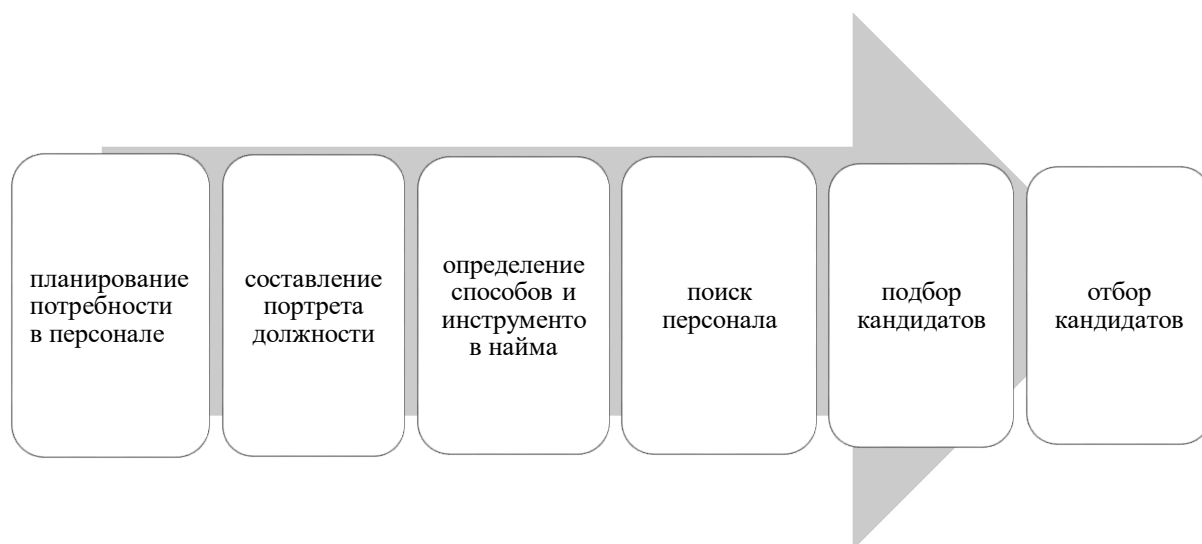 планирование
потребности
в персонале
составление
портрета
должности
определение
способов и
инструменто
в найма
поиск
персонала
подбор
кандидатов
отбор
кандидатов